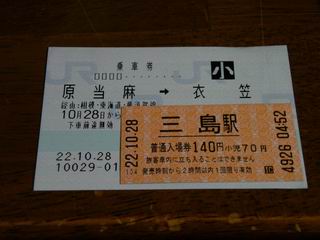 乗車券
小
原当麻 → 衣笠
経由:相模・東海道・横須賀線
10月28日から
下車前途無効
22.10.28
10029-01
22-10-28
三島駅
普通入場券140円小児70円
旅客車内に立ち入ることはできません
発売時刻から2時間以内1回限り有効
4926 04:52